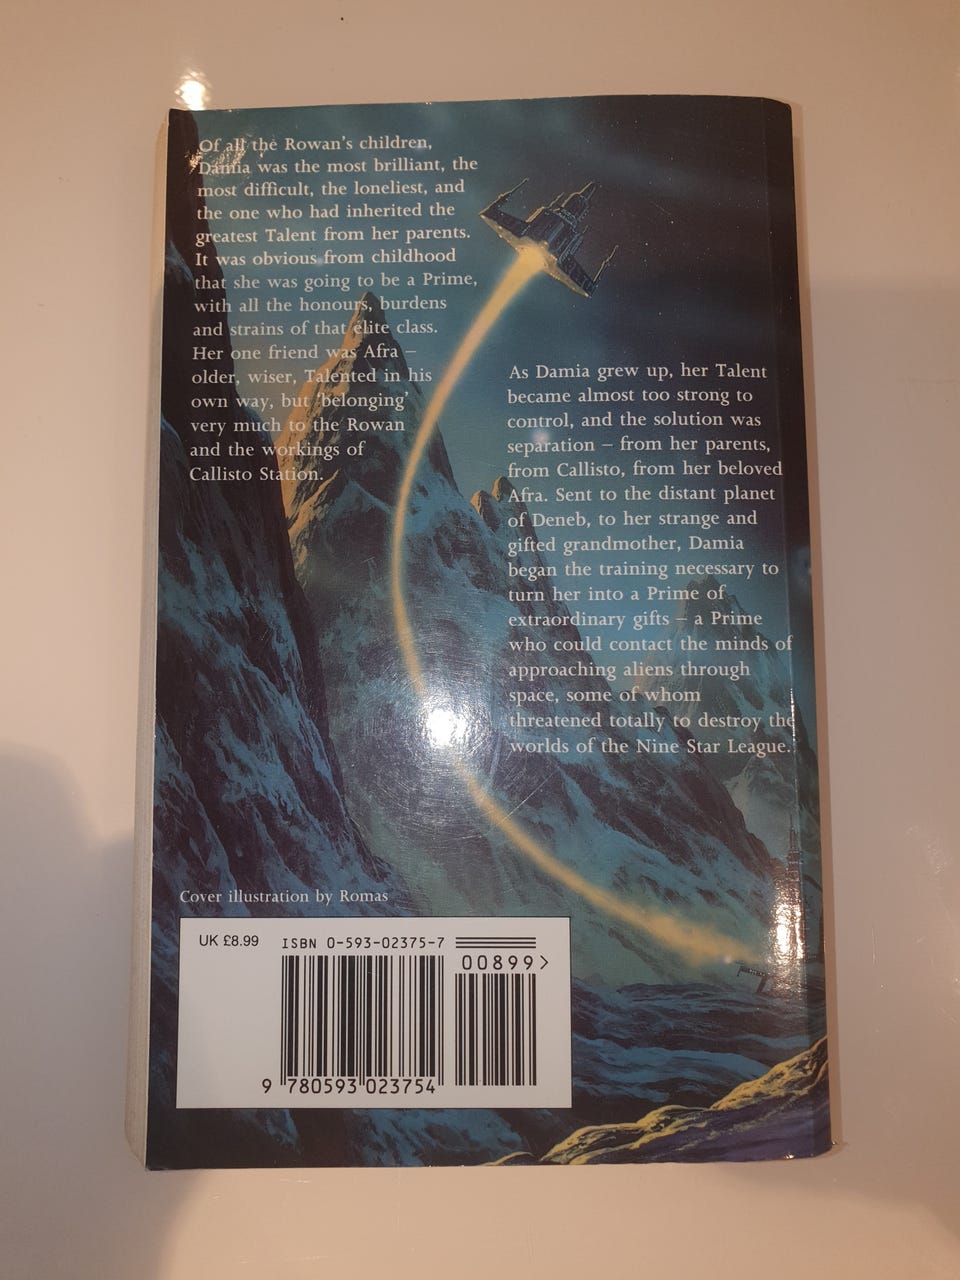 Of all the Rowan's children,
Damia was the most brilliant, the
most difficult, the loneliest, and
the one who had inherited the
greatest Talent from her parents.
It was obvious from childhood
that she was going to be a Prime,
with all the honours, burdens
and strains of that elite class.
Her one friend was Afra –
older, wiser, Talented in his
own way, but 'belonging'
very much to the Rowan
and the workings of
Callisto Station.
As Damia grew up, her Talent
became almost too strong to
control, and the solution was
separation – from her parents,
from Callisto, from her beloved
Afra. Sent to the distant planet
of Deneb, to her strange and
gifted grandmother, Damia
began the training necessary to
turn her into a Prime of
extraordinary gifts – a Prime
who could contact the minds of
approaching aliens through
space, some of whom
threatened totally to destroy the
worlds of the Nine Star League.
Cover illustration by Romas
UK £8.99
ISBN 0-593-02375-7
00899>
9 780593 023754